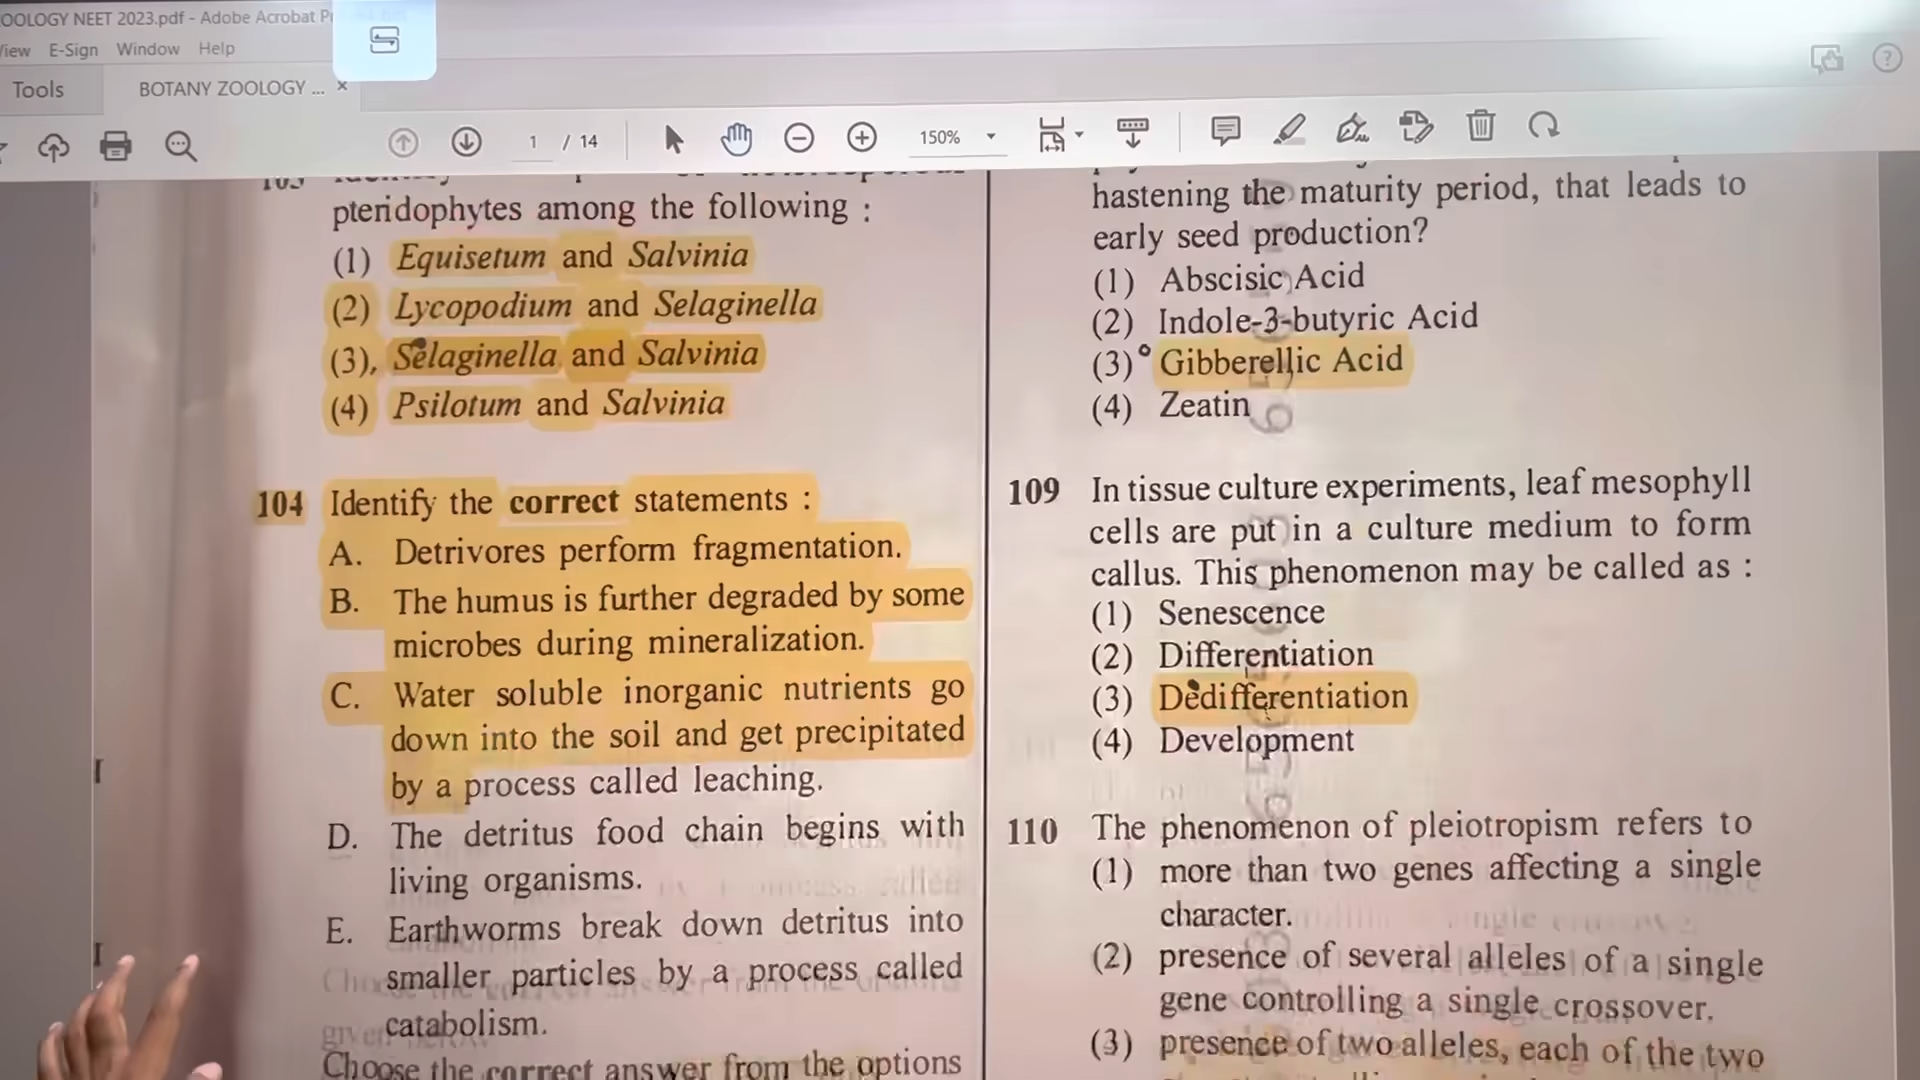 OOLOGY NEET 2023.pdf - Adobe Acrobat
View E-Sign Window Help
Tools
BOTANY ZOOLOGY ... ×
1 / 14
150%
pteridophytes among the following :
(1) Equisetum and Salvinia
(2) Lycopodium and Selaginella
(3), Selaginella and Salvinia
(4) Psilotum and Salvinia
104 Identify the correct statements :
A. Detrivores perform fragmentation.
B. The humus is further degraded by some
microbes during mineralization.
C. Water soluble inorganic nutrients go
down into the soil and get precipitated
by a process called leaching.
D. The detritus food chain begins with
living organisms.
E. Earthworms break down detritus into
smaller particles by a process called
catabolism.
Choose the correct answer from the options
hastening the maturity period, that leads to
early seed production?
(1) Abscisic Acid
(2) Indole-3-butyric Acid
(3) Gibberellic Acid
(4) Zeatin
109 In tissue culture experiments, leaf mesophyll
cells are put in a culture medium to form
callus. This phenomenon may be called as :
(1) Senescence
(2) Differentiation
(3) Dedifferentiation
(4) Development
110 The phenomenon of pleiotropism refers to
(1) more than two genes affecting a single
character.
(2) presence of several alleles of a single
gene controlling a single crossover.
(3) presence of two alleles, each of the two